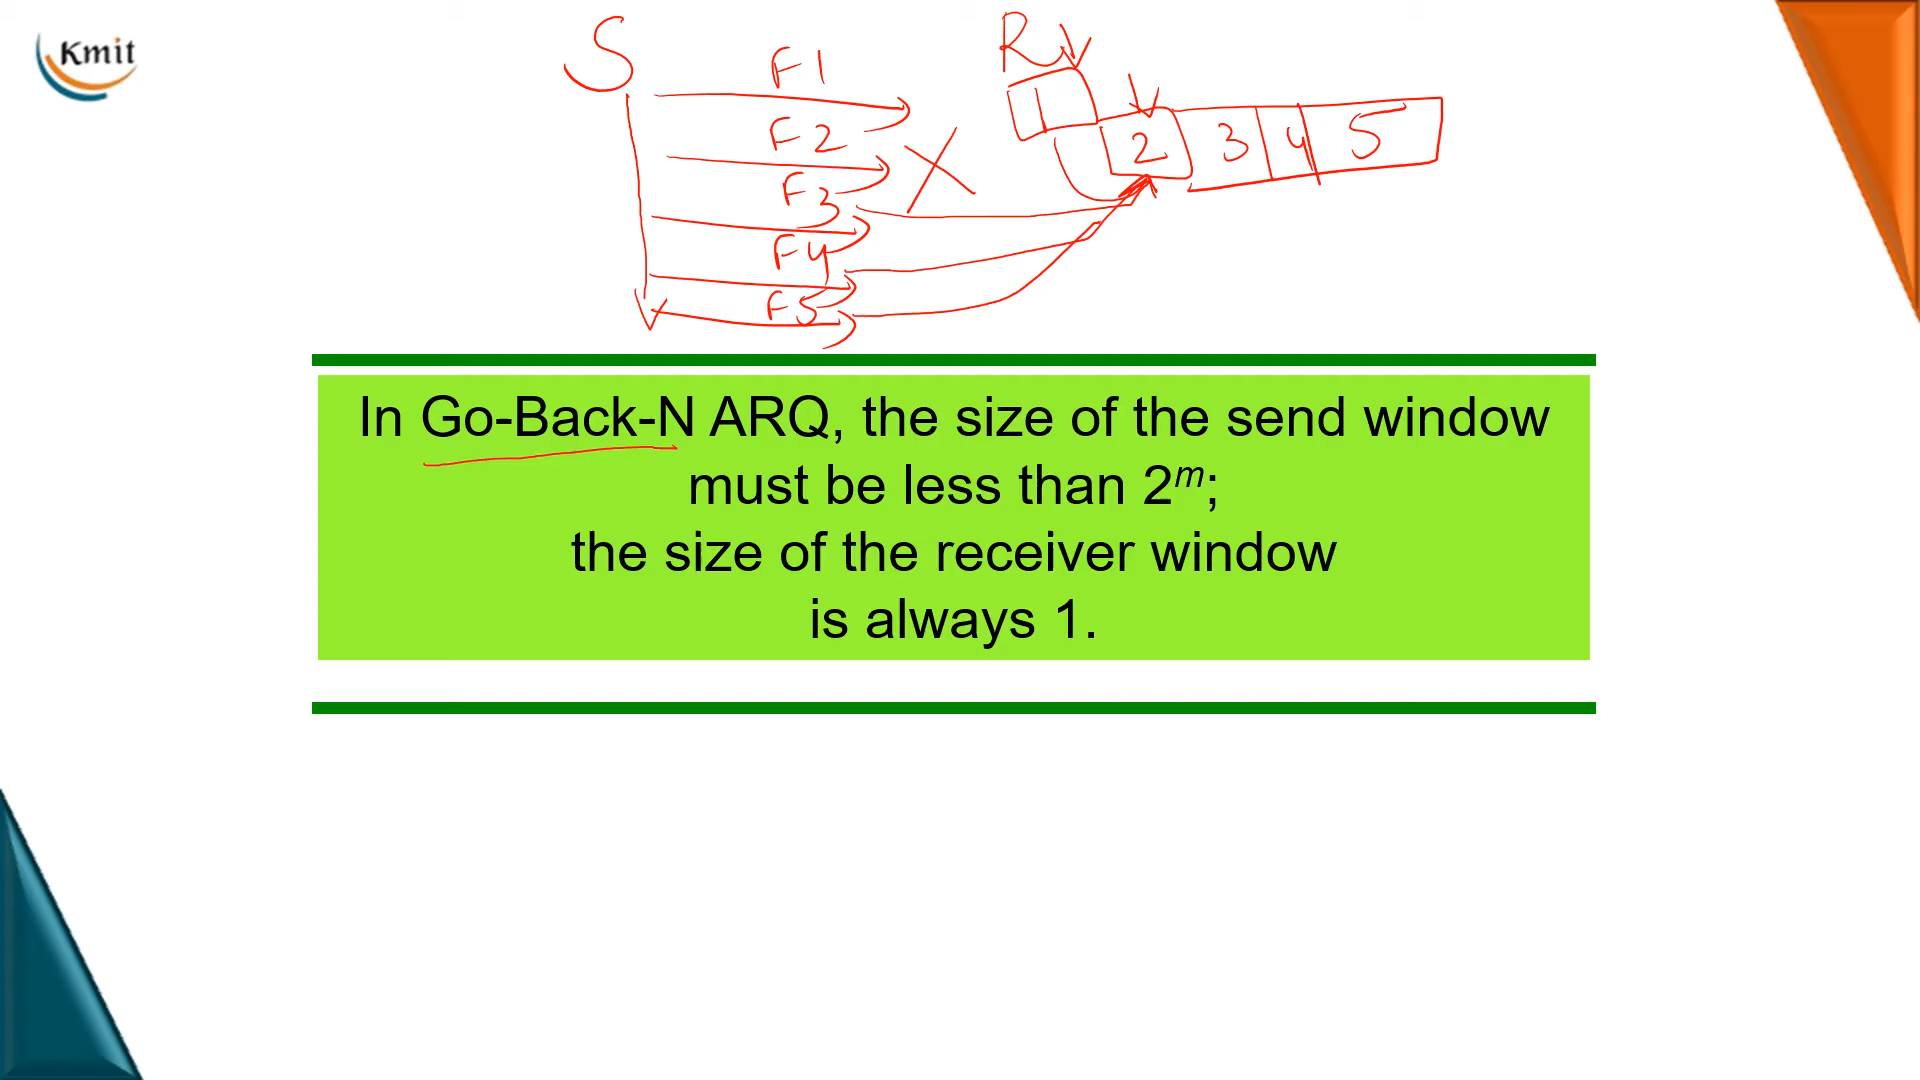 Kmit
S
F1
F2
F3
F4
F5
R
1
2 3 4 5
In Go-Back-N ARQ, the size of the send window
must be less than 2ᵐ;
the size of the receiver window
is always 1.